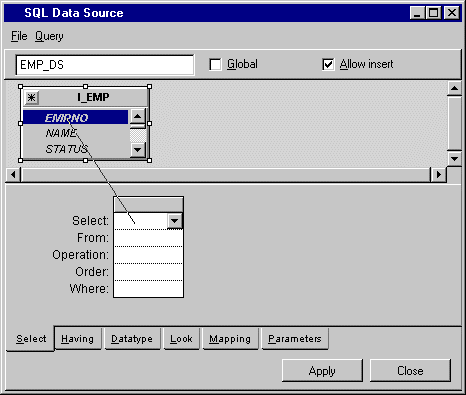 SQL Data Source
File Query
EMP_DS Global Allow insert
* I_EMP
EMPNO
NAME
STATUS
Select:
From:
Operation:
Order:
Where:
Select Having Datatype Look Mapping Parameters
Apply Close